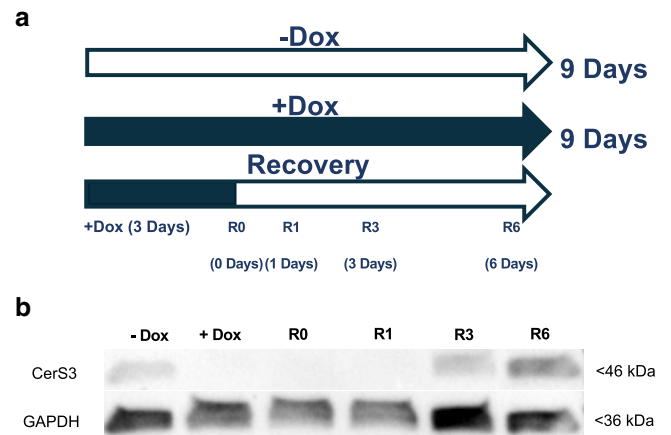 a
-Dox
9 Days
+Dox
9 Days
Recovery
+Dox (3 Days) R0 R1 R3 R6
(0 Days) (1 Days) (3 Days) (6 Days)
b
- Dox + Dox R0 R1 R3 R6
CerS3 <46 kDa
GAPDH <36 kDa